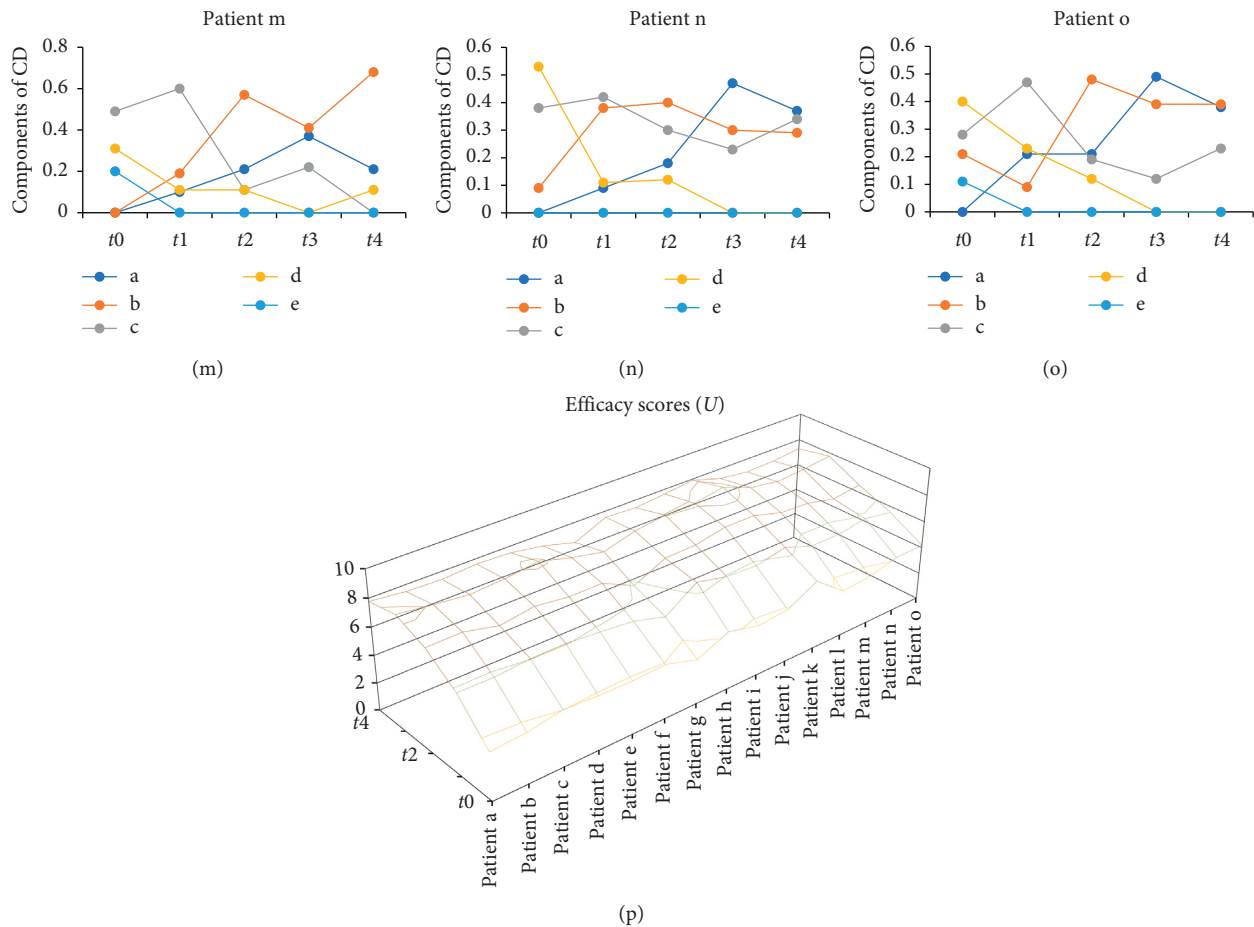 Patient m
Components of CD
0.8
0.6
0.4
0.2
0
t0 t1 t2 t3 t4
a d
b e
c
(m)
Patient n
Components of CD
0.6
0.5
0.4
0.3
0.2
0.1
0
t0 t1 t2 t3 t4
a d
b e
c
(n)
Patient o
Components of CD
0.6
0.5
0.4
0.3
0.2
0.1
0
t0 t1 t2 t3 t4
a d
b e
c
(o)
Efficacy scores (U)
10
8
6
4
2
0
t4
t2
t0
Patient a
Patient b
Patient c
Patient d
Patient e
Patient f
Patient g
Patient h
Patient i
Patient j
Patient k
Patient l
Patient m
Patient n
Patient o
(p)